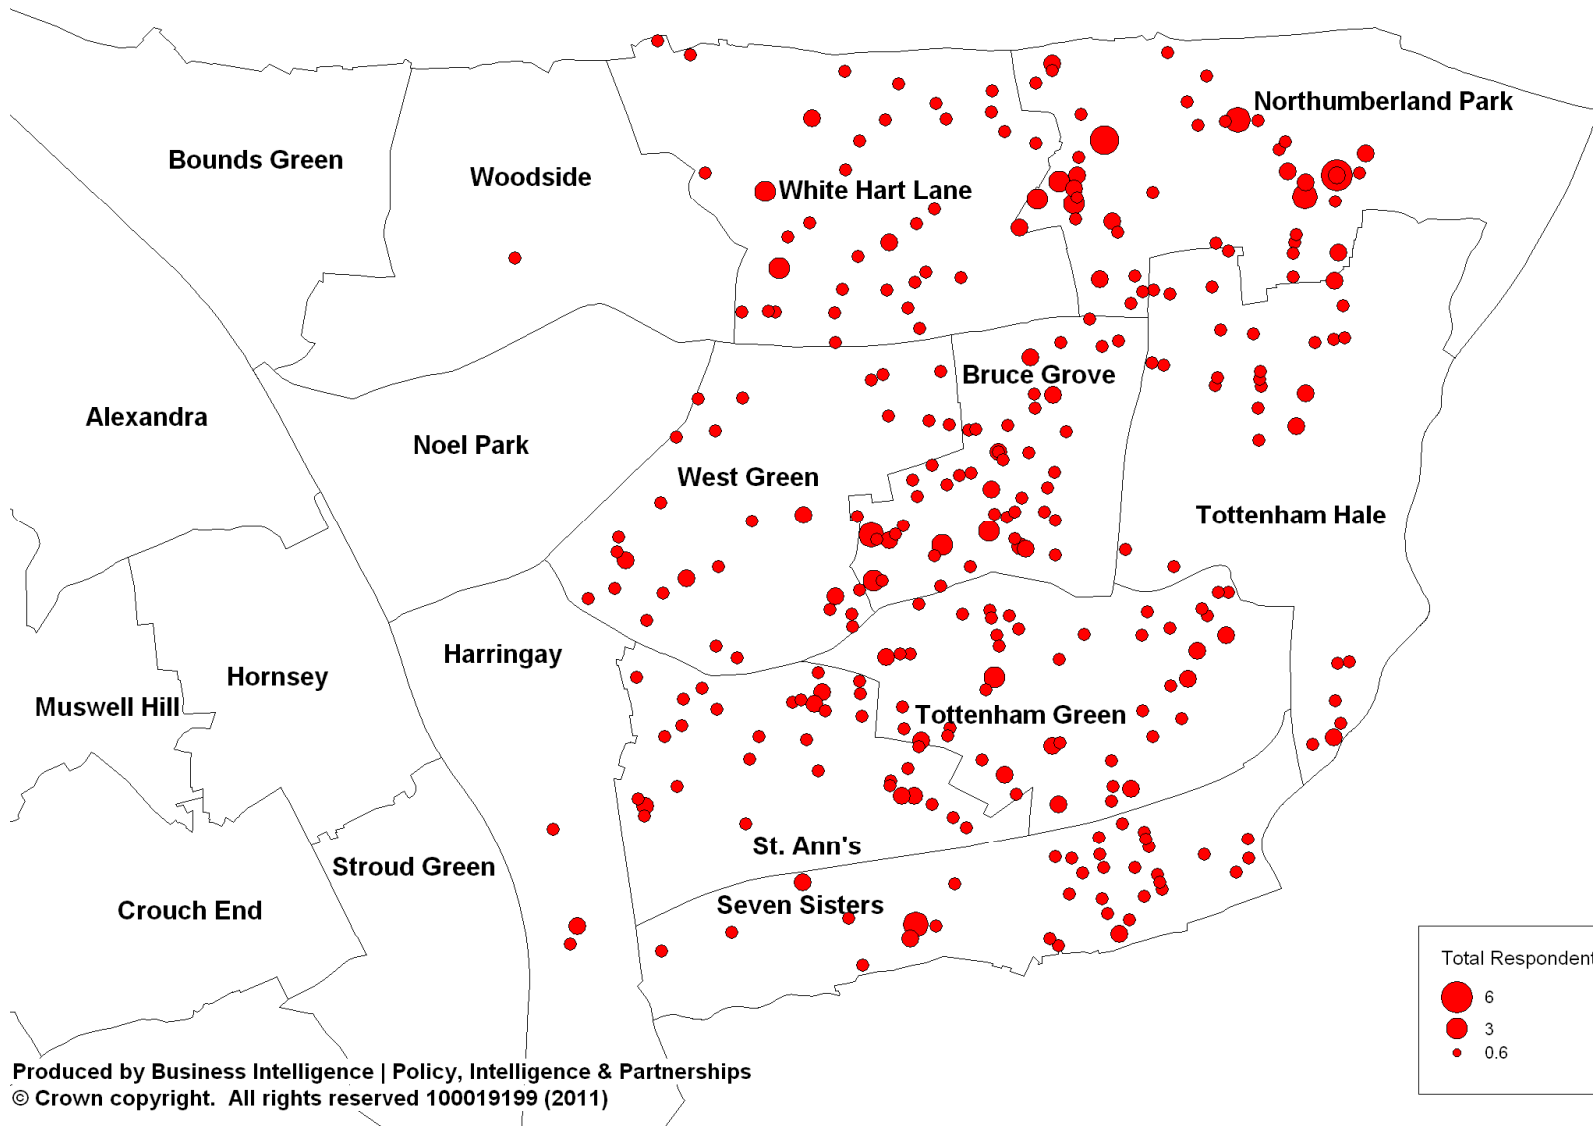 Northumberland Park
Bounds Green
Woodside
White Hart Lane
Bruce Grove
Alexandra
Noel Park
West Green
Tottenham Hale
Harringay
Hornsey
Muswell Hill
Tottenham Green
St. Ann's
Stroud Green
Seven Sisters
Crouch End
Total Respondent
6
3
0.6
Produced by Business Intelligence | Policy, Intelligence & Partnerships
© Crown copyright.  All rights reserved 100019199 (2011)